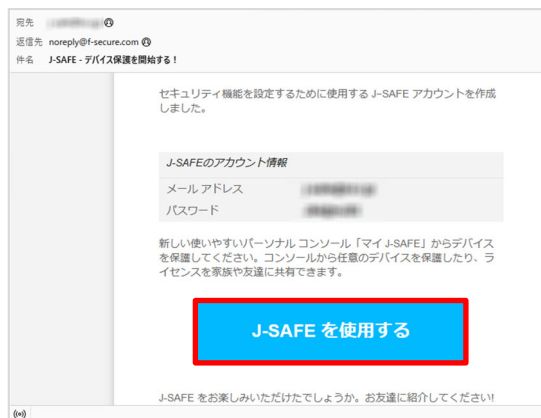 宛先
返信先 noreply@f-secure.com
件名 J-SAFE - デバイス保護を開始する！
セキュリティ機能を設定するために使用する J-SAFE アカウントを作成
しました。
J-SAFEのアカウント情報
メール アドレス
パスワード
新しい使いやすいパーソナル コンソール「マイ J-SAFE」からデバイス
を保護してください。コンソールから任意のデバイスを保護したり、ラ
イセンスを家族や友達に共有できます。
J-SAFE を使用する
J-SAFE をお楽しみいただけたでしょうか。お友達に紹介してください!